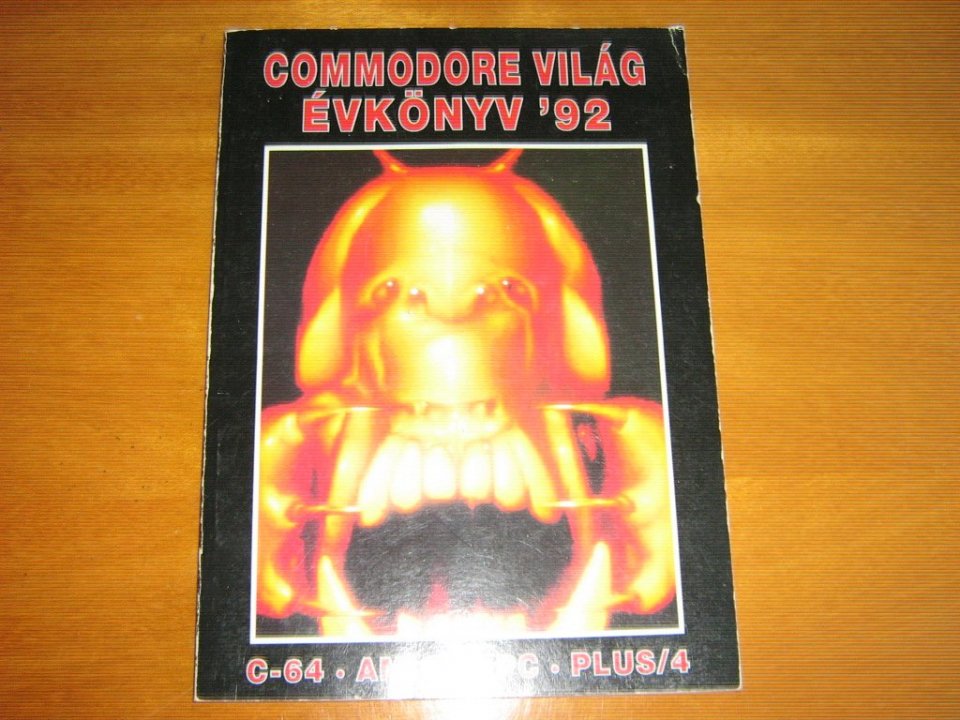 COMMODORE VILÁG
ÉVKÖNYV '92
C-64 · PLUS/4